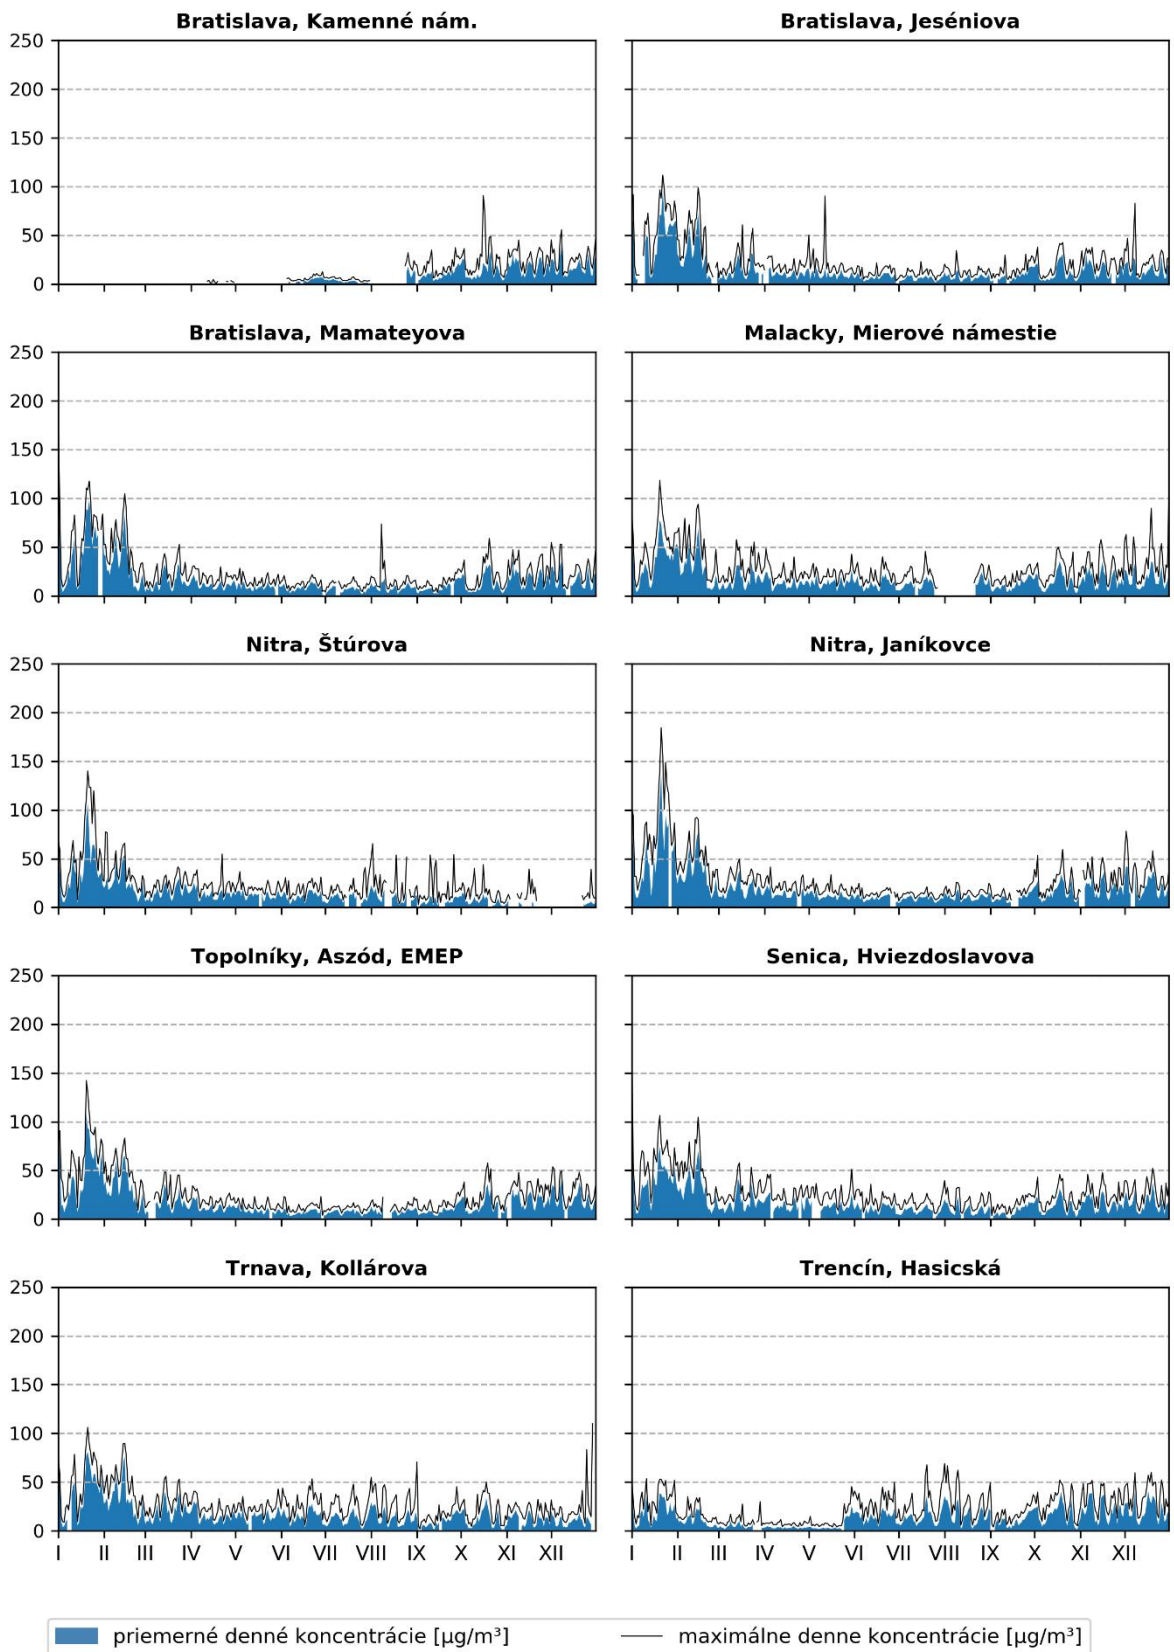 Bratislava, Kamenné nám.
Bratislava, Jeséniova
250
200
150
100
50
0
Bratislava, Mamateyova
Malacky, Mierové námestie
250
200
150
100
50
0
Nitra, Štúrova
Nitra, Janíkovce
250
200
150
100
50
0
Topolníky, Aszód, EMEP
Senica, Hviezdoslavova
250
200
150
100
50
0
Trnava, Kollárova
Trencín, Hasicská
250
200
150
100
50
0
I II III IV V VI VII VIII IX X XI XII
I II III IV V VI VII VIII IX X XI XII
priemerné denné koncentrácie [µg/m³]
maximálne denne koncentrácie [µg/m³]